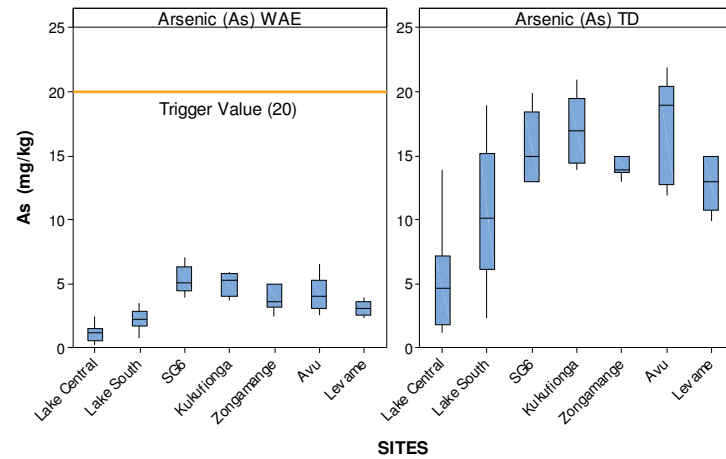 Arsenic (As) WAE
Arsenic (As) TD
25
20
15
10
5
0
As (mg/kg)
Trigger Value (20)
25
20
15
10
5
0
Lake Central
Lake South
SG6
Kukufionga
Zongamange
Avu
Levame
Lake Central
Lake South
SG6
Kukufionga
Zongamange
Avu
Levame
SITES